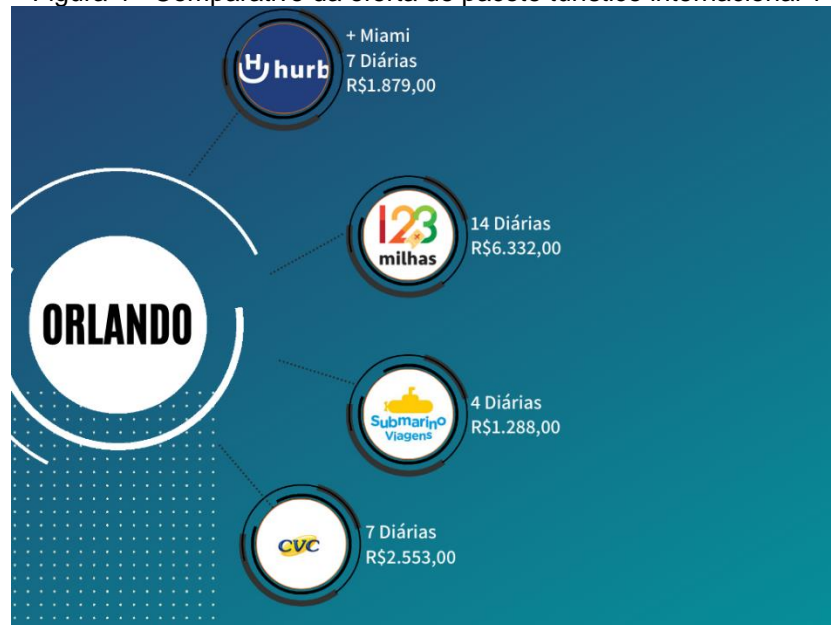 + Miami
7 Diárias
R$1.879,00
hurb
123
milhas
14 Diárias
R$6.332,00
ORLANDO
Submarino
Viagens
4 Diárias
R$1.288,00
CVC
7 Diárias
R$2.553,00